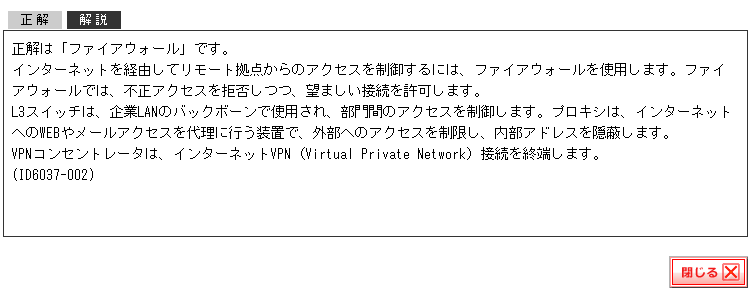 正解 解説
正解は「ファイアウォール」です。
インターネットを経由してリモート拠点からのアクセスを制御するには、ファイアウォールを使用します。ファイ
アウォールでは、不正アクセスを拒否しつつ、望ましい接続を許可します。
L3スイッチは、企業LANのバックボーンで使用され、部門間のアクセスを制御します。プロキシは、インターネット
へのWEBやメールアクセスを代理に行う装置で、外部へのアクセスを制限し、内部アドレスを隠蔽します。
VPNコンセントレータは、インターネットVPN (Virtual Private Network) 接続を終端します。
(ID6037-002)
閉じる